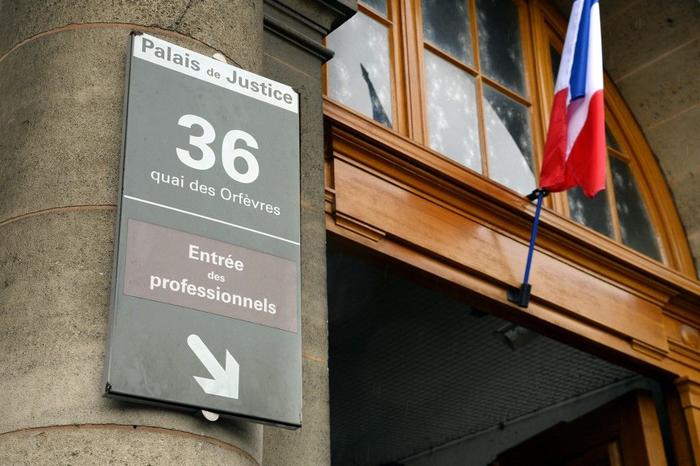 Palais de Justice
36
quai des Orfèvres
Entrée
des
professionnels